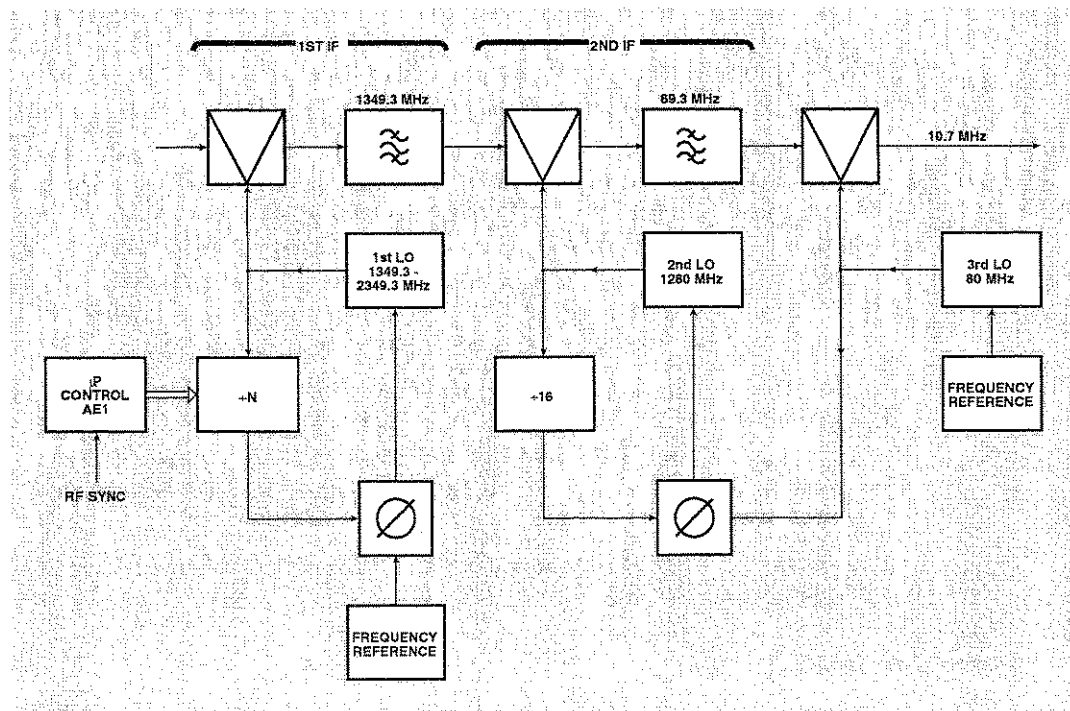 1ST IF
2ND IF
1349.3 MHz
69.3 MHz
10.7 MHz
1st LO
1349.3 -
2349.3 MHz
2nd LO
1280 MHz
3rd LO
80 MHz
µP
CONTROL
AE1
÷N
÷16
FREQUENCY
REFERENCE
RF SYNC
FREQUENCY
REFERENCE